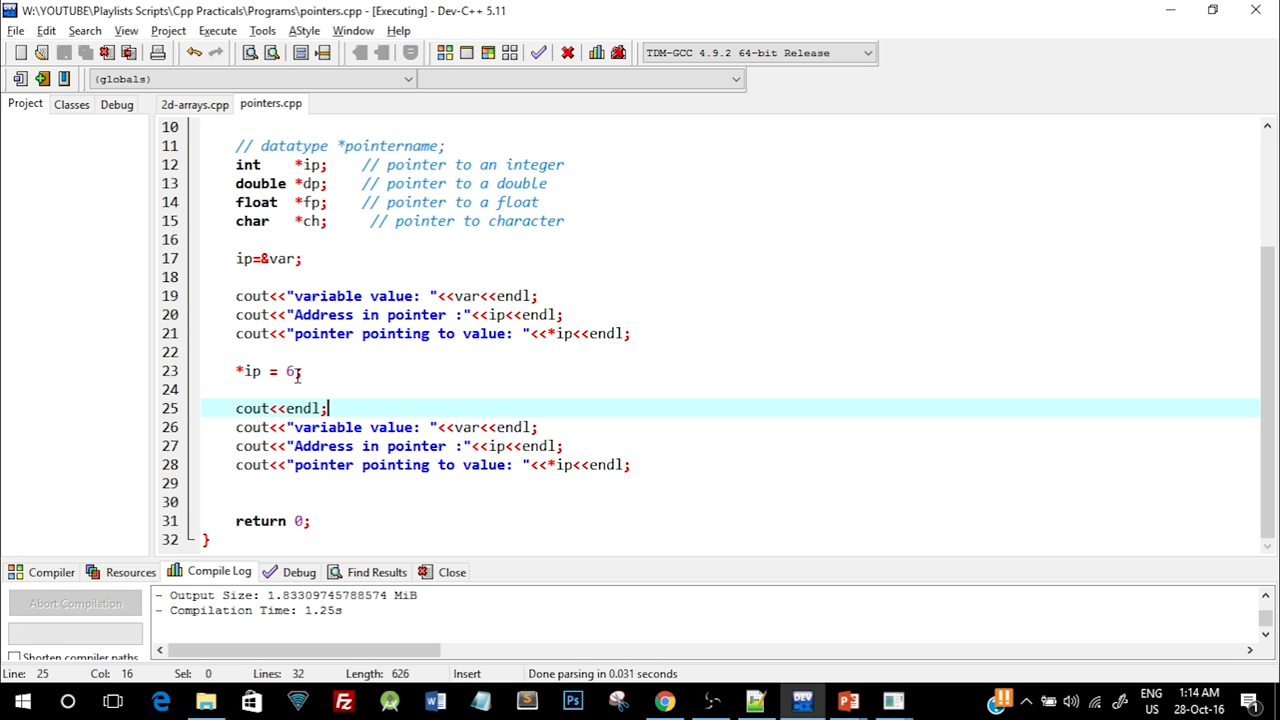 W:\YOUTUBE\Playlists Scripts\Cpp Practicals\Programs\pointers.cpp - [Executing] - Dev-C++ 5.11
File Edit Search View Project Execute Tools AStyle Window Help
TDM-GCC 4.9.2 64-bit Release
(globals)
Project Classes Debug 2d-arrays.cpp pointers.cpp
10
11 // datatype *pointername;
12 int *ip; // pointer to an integer
13 double *dp; // pointer to a double
14 float *fp; // pointer to a float
15 char *ch; // pointer to character
16
17 ip=&var;
18
19 cout<<"variable value: "<<var<<endl;
20 cout<<"Address in pointer :"<<ip<<endl;
21 cout<<"pointer pointing to value: "<<*ip<<endl;
22
23 *ip = 6;
24
25 cout<<endl;
26 cout<<"variable value: "<<var<<endl;
27 cout<<"Address in pointer :"<<ip<<endl;
28 cout<<"pointer pointing to value: "<<*ip<<endl;
29
30
31 return 0;
32 }
Compiler Resources Compile Log Debug Find Results Close
Abort Compilation
- Output Size: 1.83309745788574 MiB
- Compilation Time: 1.25s
Shorten compiler paths
Line: 25 Col: 16 Sel: 0 Lines: 32 Length: 626 Insert Done parsing in 0.031 seconds
ENG 1:14 AM
US 28-Oct-16